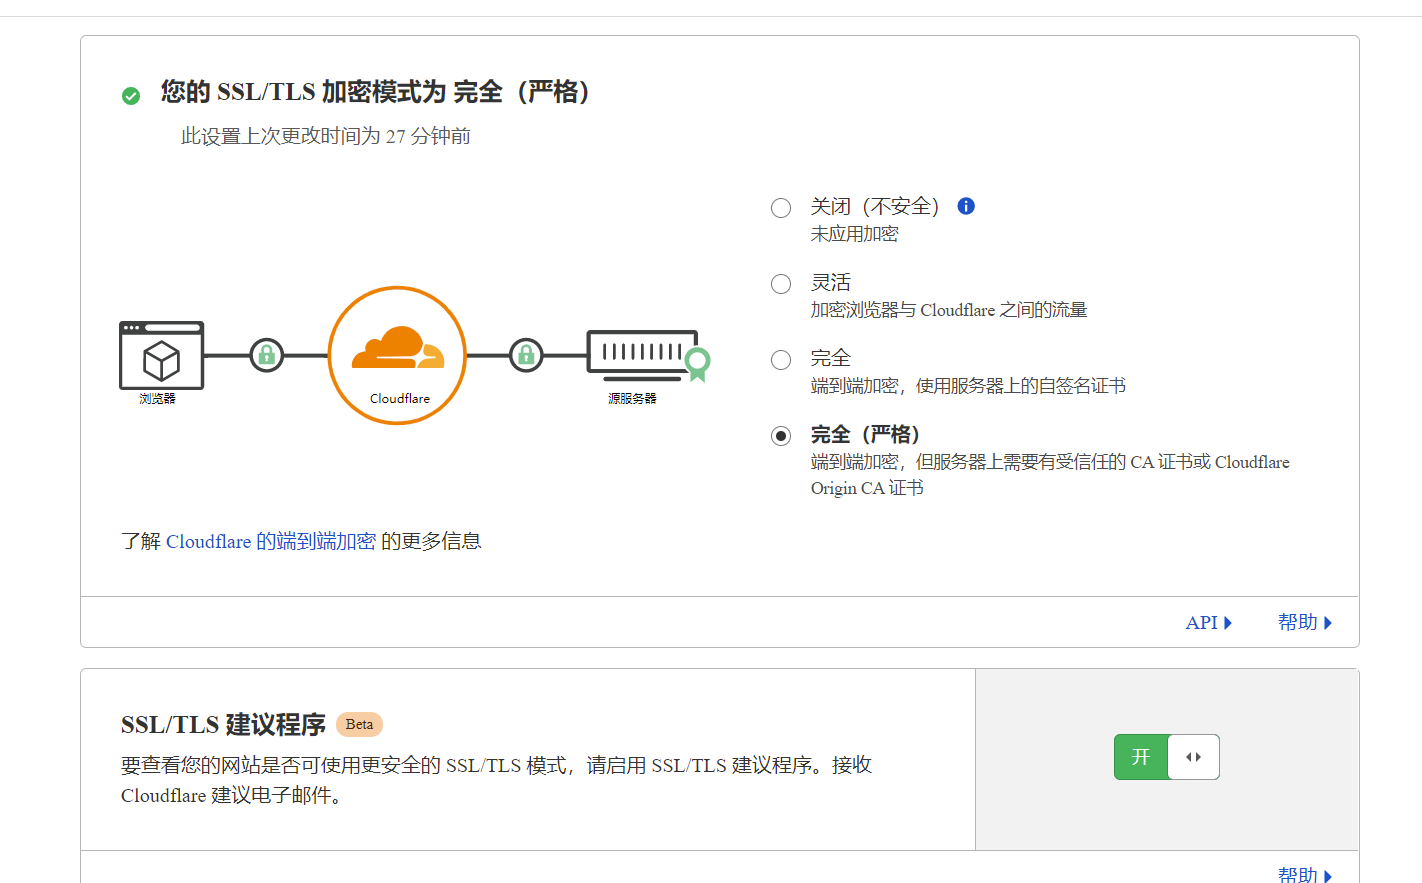 您的 SSL/TLS 加密模式为 完全（严格）
此设置上次更改时间为 27 分钟前
关闭（不安全）
未应用加密
灵活
加密浏览器与 Cloudflare 之间的流量
完全
端到端加密，使用服务器上的自签名证书
完全（严格）
端到端加密，但服务器上需要有受信任的 CA 证书或 Cloudflare
Origin CA 证书
浏览器
Cloudflare
源服务器
了解 Cloudflare 的端到端加密 的更多信息
API
帮助
SSL/TLS 建议程序 Beta
要查看您的网站是否可使用更安全的 SSL/TLS 模式，请启用 SSL/TLS 建议程序。接收
Cloudflare 建议电子邮件。
开
帮助